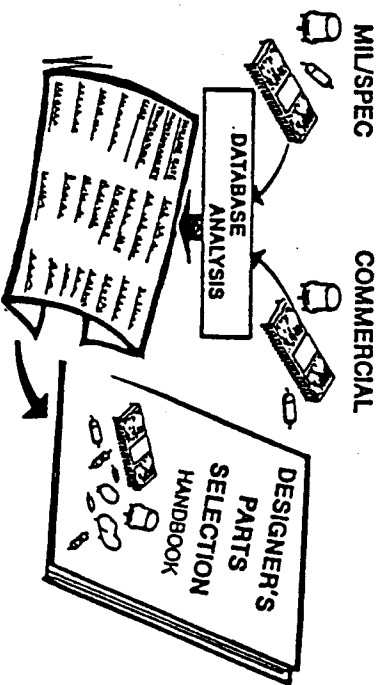 MIL/SPEC
COMMERCIAL
DATABASE
ANALYSIS
DESIGNER'S
PARTS
SELECTION
HANDBOOK